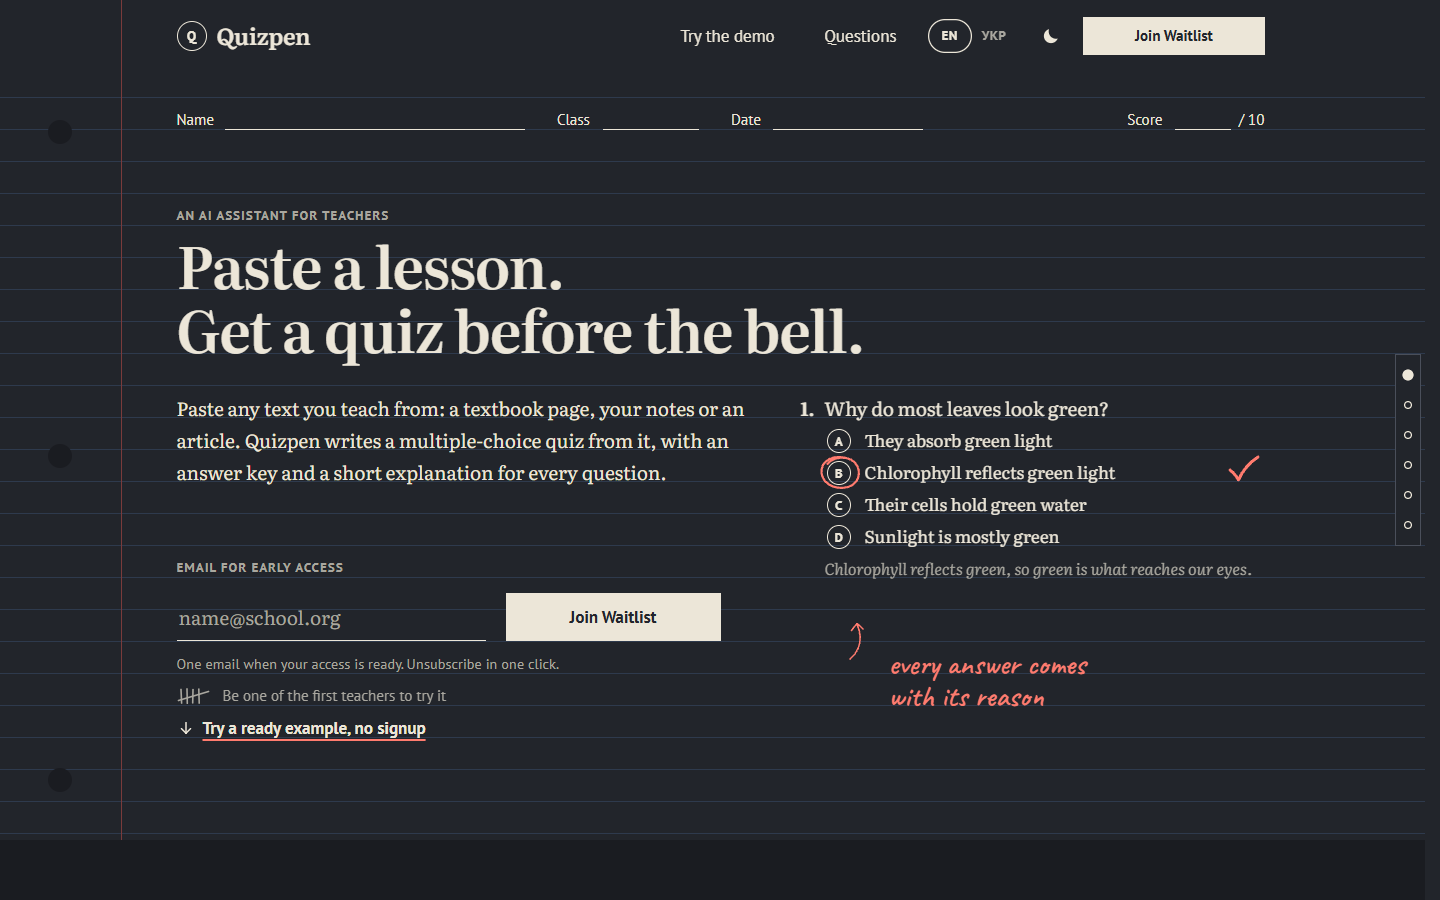 Q Quizpen
Try the demo Questions EN УКР Join Waitlist
Name Class Date Score / 10
AN AI ASSISTANT FOR TEACHERS
Paste a lesson.
Get a quiz before the bell.
Paste any text you teach from: a textbook page, your notes or an
article. Quizpen writes a multiple-choice quiz from it, with an
answer key and a short explanation for every question.
EMAIL FOR EARLY ACCESS
name@school.org Join Waitlist
One email when your access is ready. Unsubscribe in one click.
Be one of the first teachers to try it
↓ Try a ready example, no signup
1. Why do most leaves look green?
A They absorb green light
B Chlorophyll reflects green light
C Their cells hold green water
D Sunlight is mostly green
Chlorophyll reflects green, so green is what reaches our eyes.
every answer comes
with its reason